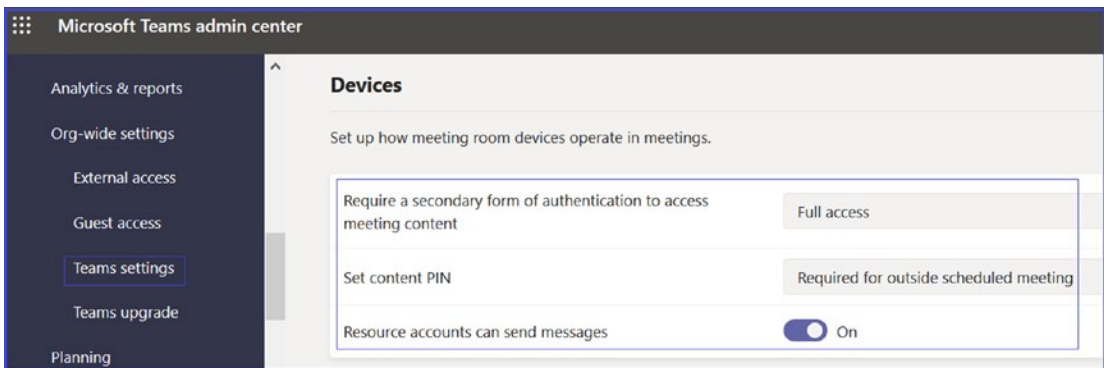 Microsoft Teams admin center
Analytics & reports
Org-wide settings
External access
Guest access
Teams settings
Teams upgrade
Planning
Devices
Set up how meeting room devices operate in meetings.
Require a secondary form of authentication to access
meeting content
Full access
Set content PIN
Required for outside scheduled meeting
Resource accounts can send messages
On